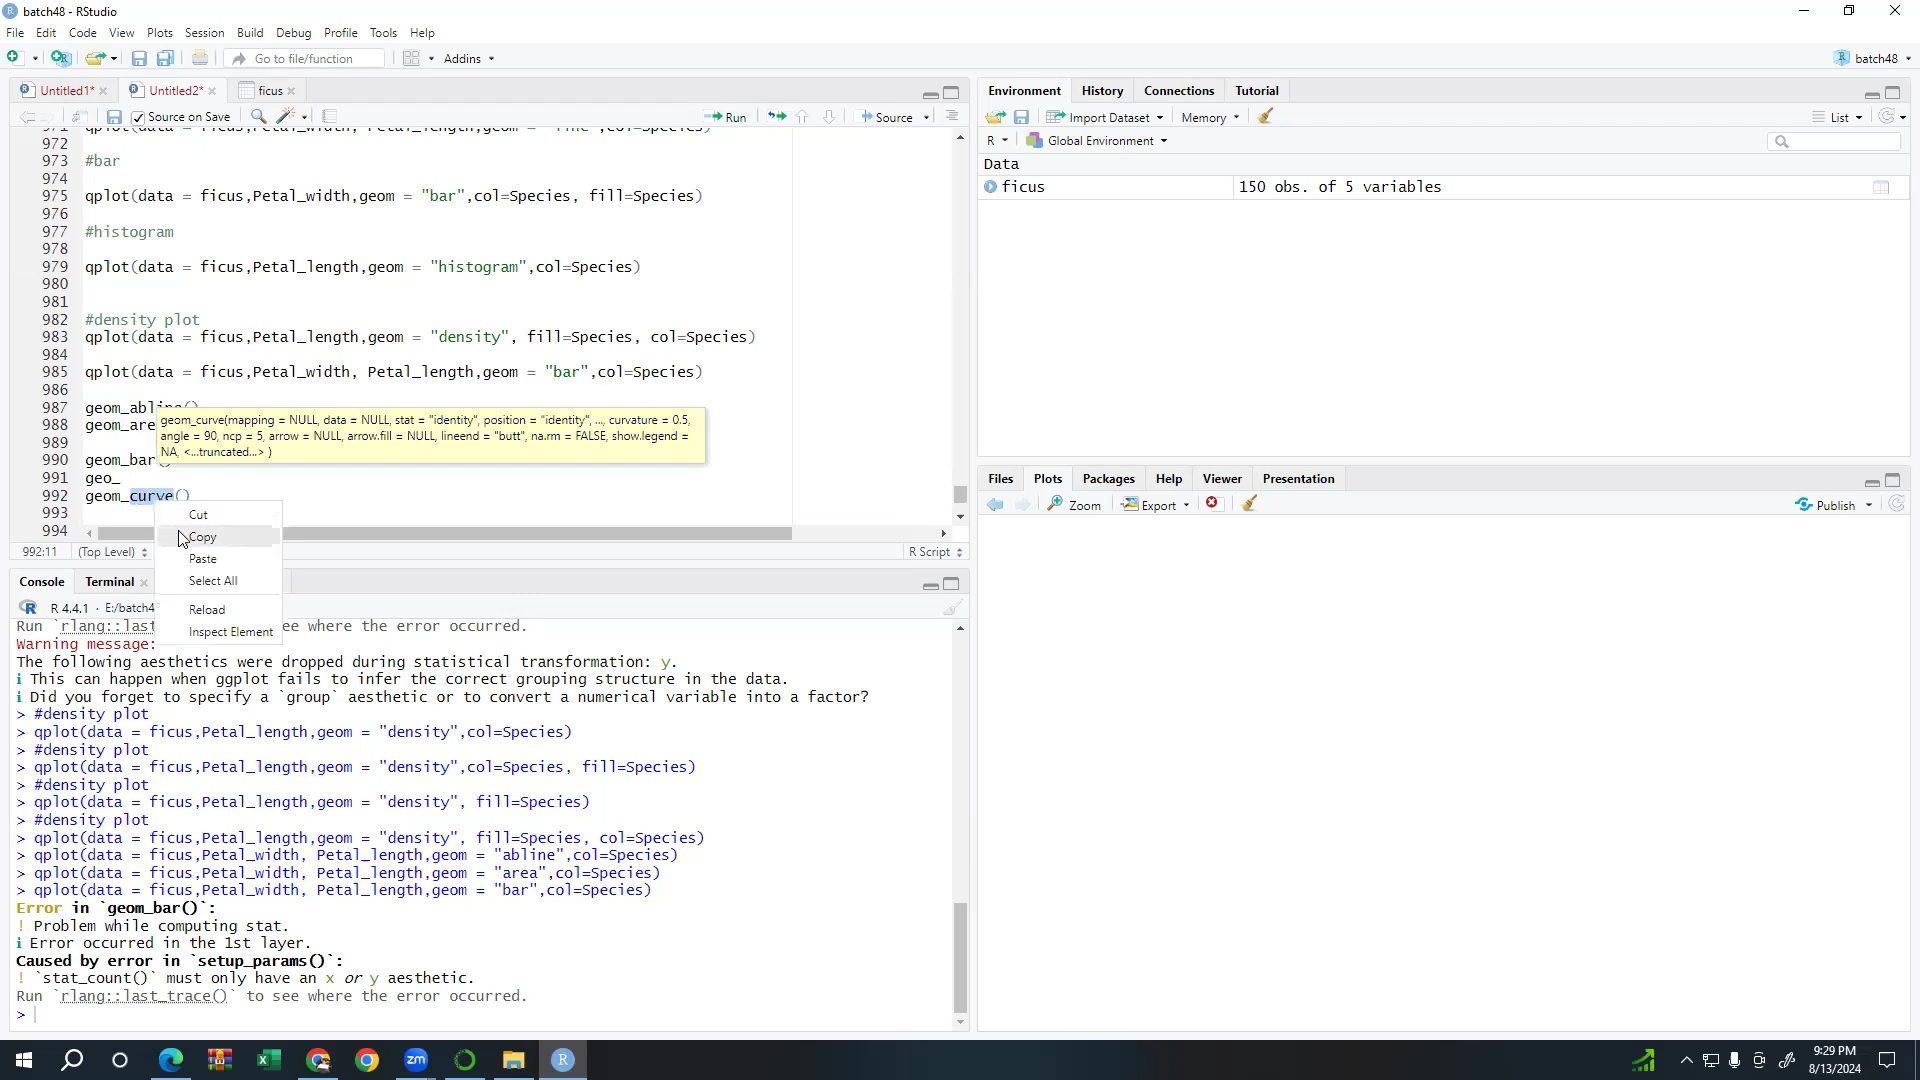 batch48 - RStudio
File Edit Code View Plots Session Build Debug Profile Tools Help
Go to file/function Addins batch48
Untitled1* Untitled2* ficus
Source on Save Run Source
972
973 #bar
974
975 qplot(data = ficus,Petal_width,geom = "bar",col=Species, fill=Species)
976
977 #histogram
978
979 qplot(data = ficus,Petal_length,geom = "histogram",col=Species)
980
981
982 #density plot
983 qplot(data = ficus,Petal_length,geom = "density", fill=Species, col=Species)
984
985 qplot(data = ficus,Petal_width, Petal_length,geom = "bar",col=Species)
986
987 geom_abline()
988 geom_are
geom_curve(mapping = NULL, data = NULL, stat = "identity", position = "identity", ..., curvature = 0.5,
angle = 90, ncp = 5, arrow = NULL, arrow.fill = NULL, lineend = "butt", na.rm = FALSE, show.legend =
NA, <...truncated...> )
989
990 geom_bar()
991 geo_
992 geom_curve()
993
994
Cut
Copy
Paste
Select All
Reload
Inspect Element
992:11 (Top Level) R Script
Console Terminal
R 4.4.1 · E:/batch4
Run `rlang::last ee where the error occurred.
Warning message:
The following aesthetics were dropped during statistical transformation: y.
i This can happen when ggplot fails to infer the correct grouping structure in the data.
i Did you forget to specify a `group` aesthetic or to convert a numerical variable into a factor?
> #density plot
> qplot(data = ficus,Petal_length,geom = "density",col=Species)
> #density plot
> qplot(data = ficus,Petal_length,geom = "density",col=Species, fill=Species)
> #density plot
> qplot(data = ficus,Petal_length,geom = "density", fill=Species)
> #density plot
> qplot(data = ficus,Petal_length,geom = "density", fill=Species, col=Species)
> qplot(data = ficus,Petal_width, Petal_length,geom = "abline",col=Species)
> qplot(data = ficus,Petal_width, Petal_length,geom = "area",col=Species)
> qplot(data = ficus,Petal_width, Petal_length,geom = "bar",col=Species)
Error in `geom_bar()`:
! Problem while computing stat.
i Error occurred in the 1st layer.
Caused by error in `setup_params()`:
! `stat_count()` must only have an x or y aesthetic.
Run `rlang::last_trace()` to see where the error occurred.
>
Environment History Connections Tutorial
Import Dataset Memory List
R Global Environment
Data
ficus 150 obs. of 5 variables
Files Plots Packages Help Viewer Presentation
Zoom Export Publish
9:29 PM
8/13/2024